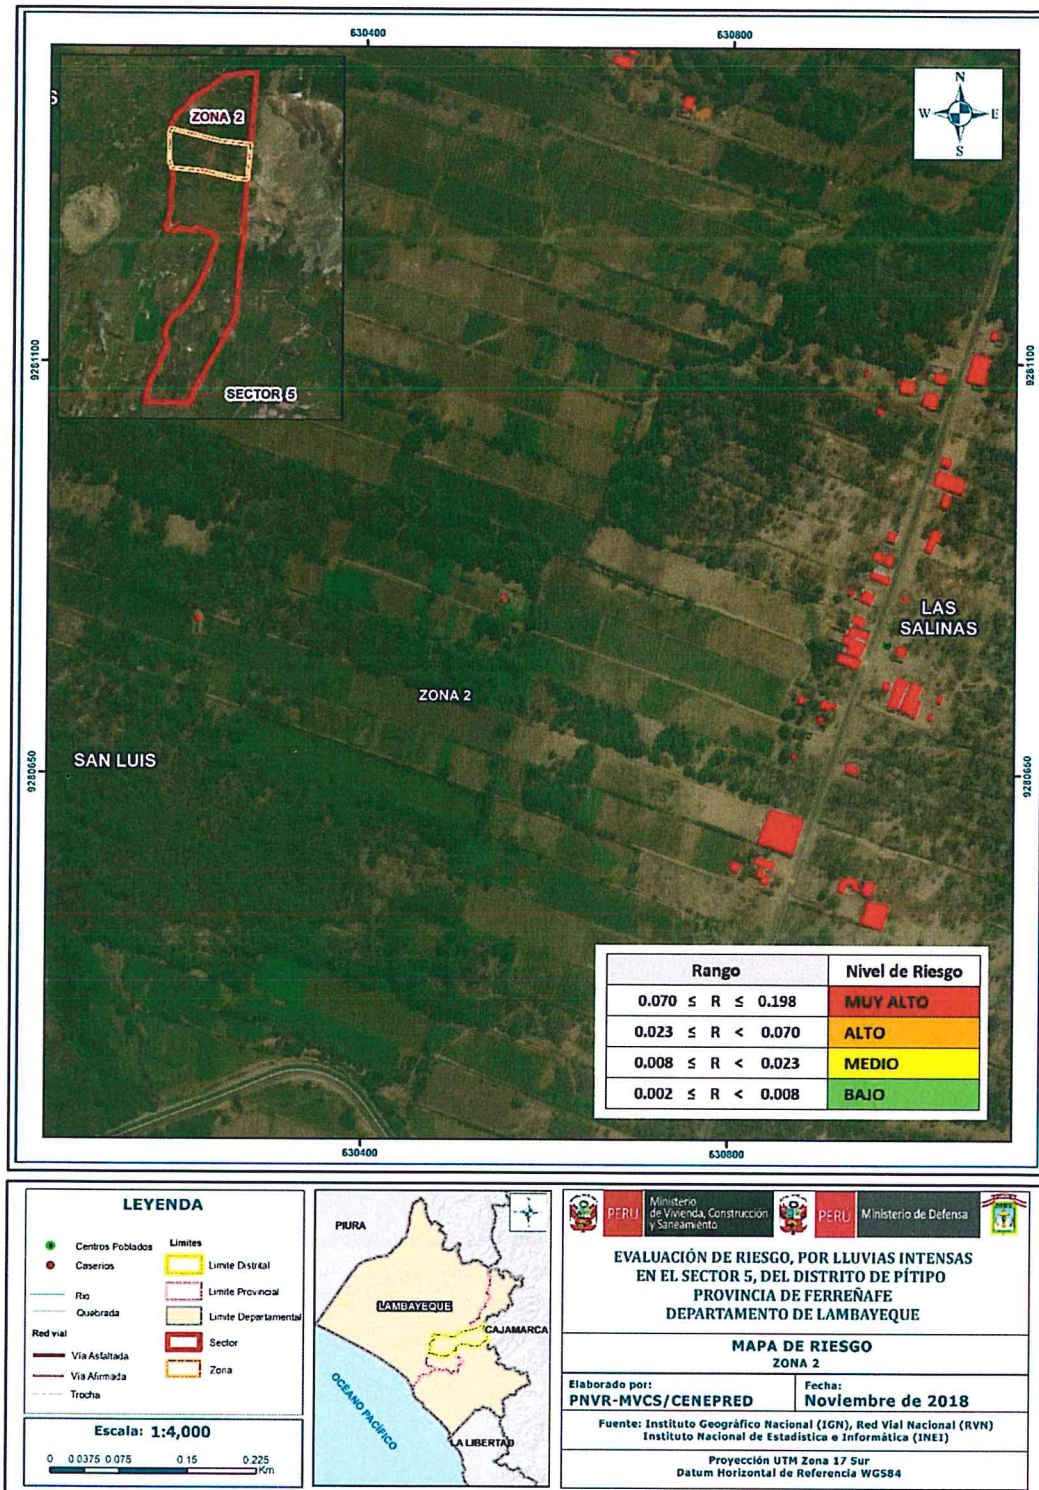 630400
630800
S
ZONA 2
SECTOR 5
N
W
E
S
9281100
9281100
LAS
SALINAS
ZONA 2
SAN LUIS
9280650
9280650
Rango
Nivel de Riesgo
0.070 ≤ R ≤ 0.198
MUY ALTO
0.023 ≤ R < 0.070
ALTO
0.008 ≤ R < 0.023
MEDIO
0.002 ≤ R < 0.008
BAJO
630400
630800
LEYENDA
Centros Poblados
Caserios
Rio
Quebrada
Red vial
Vía Asfaltada
Vía Afirmada
Trocha
Limites
Limite Distrital
Limite Provincial
Limite Departamental
Sector
Zona
Escala: 1:4,000
0 0.0375 0.075 0.15 0.225
Km
PIURA
LAMBAYEQUE
CAJAMARCA
OCÉANO PACÍFICO
LA LIBERTAD
PERÚ
Ministerio
de Vivienda, Construcción
y Saneamiento
PERÚ
Ministerio de Defensa
EVALUACIÓN DE RIESGO, POR LLUVIAS INTENSAS
EN EL SECTOR 5, DEL DISTRITO DE PÍTIPO
PROVINCIA DE FERREÑAFE
DEPARTAMENTO DE LAMBAYEQUE
MAPA DE RIESGO
ZONA 2
Elaborado por:
PNVR-MVCS/CENEPRED
Fecha:
Noviembre de 2018
Fuente: Instituto Geográfico Nacional (IGN), Red Vial Nacional (RVN)
Instituto Nacional de Estadística e Informática (INEI)
Proyección UTM Zona 17 Sur
Datum Horizontal de Referencia WGS84